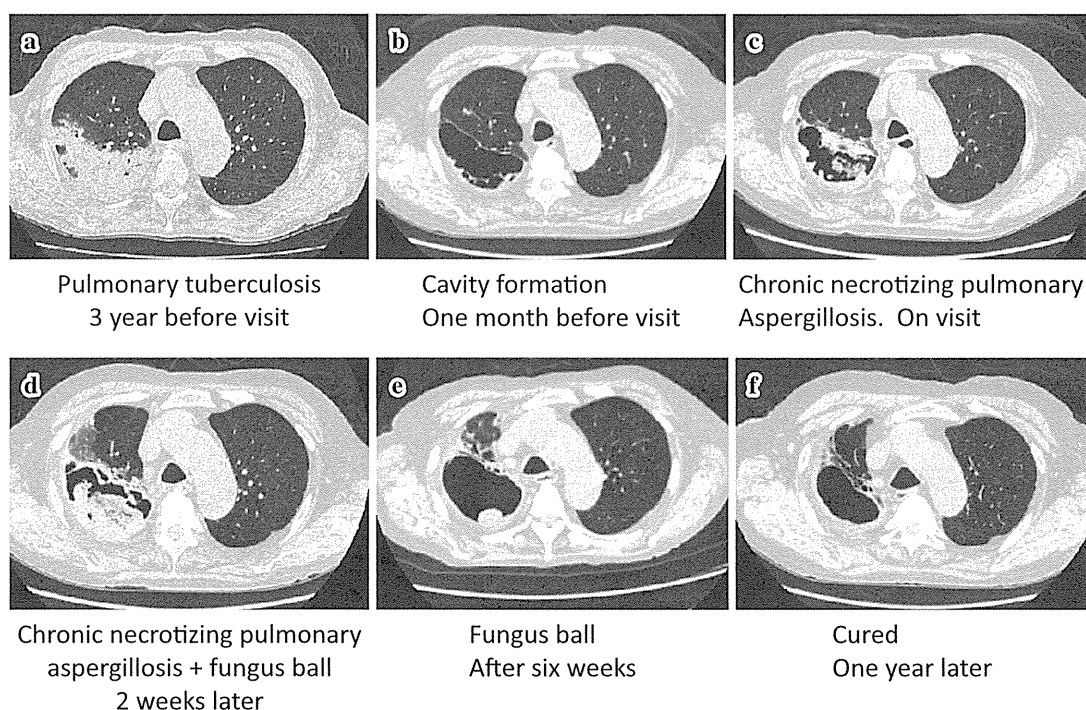 a
b
c
Pulmonary tuberculosis
3 year before visit
Cavity formation
One month before visit
Chronic necrotizing pulmonary
Aspergillosis. On visit
d
e
f
Chronic necrotizing pulmonary
aspergillosis + fungus ball
2 weeks later
Fungus ball
After six weeks
Cured
One year later